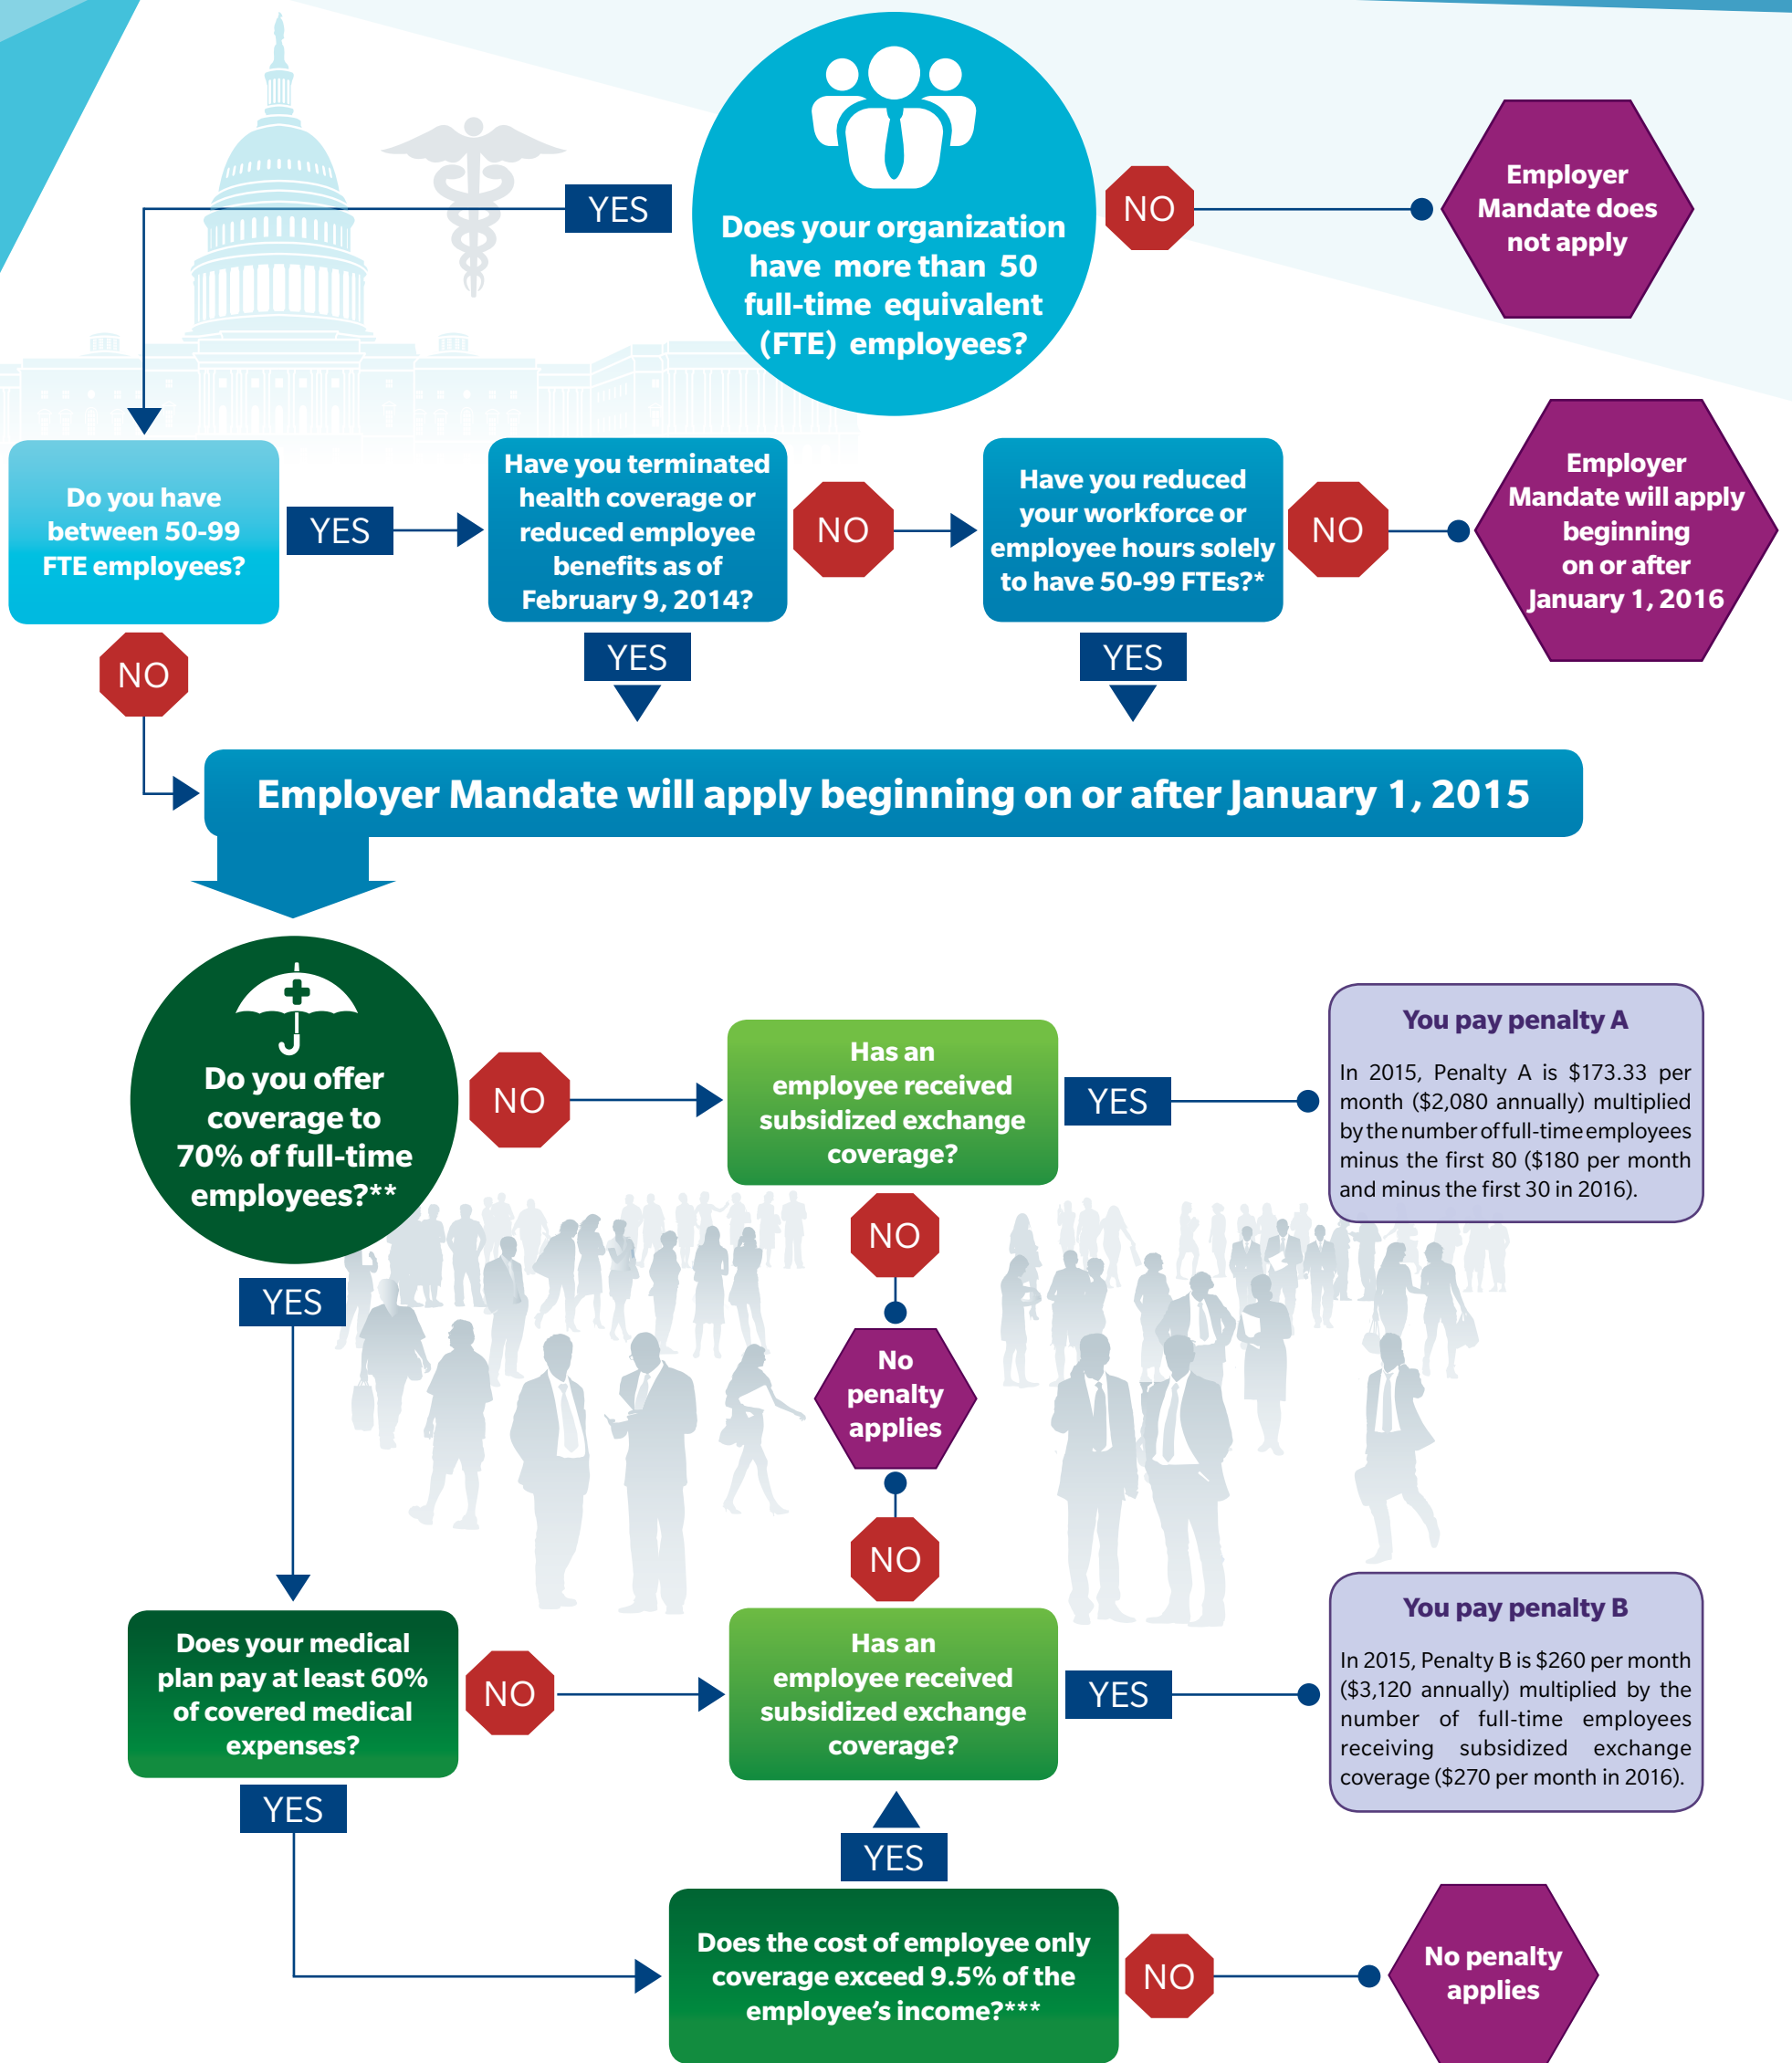 Does your organization
have more than 50
full-time equivalent
(FTE) employees?
YES
NO
Employer
Mandate does
not apply
Do you have
between 50-99
FTE employees?
YES
Have you terminated
health coverage or
reduced employee
benefits as of
February 9, 2014?
NO
Have you reduced
your workforce or
employee hours solely
to have 50-99 FTEs?*
NO
Employer
Mandate will apply
beginning
on or after
January 1, 2016
NO
YES
YES
Employer Mandate will apply beginning on or after January 1, 2015
Do you offer
coverage to
70% of full-time
employees?**
NO
Has an
employee received
subsidized exchange
coverage?
YES
You pay penalty A
In 2015, Penalty A is $173.33 per
month ($2,080 annually) multiplied
by the number of full-time employees
minus the first 80 ($180 per month
and minus the first 30 in 2016).
NO
YES
No
penalty
applies
NO
Does your medical
plan pay at least 60%
of covered medical
expenses?
NO
Has an
employee received
subsidized exchange
coverage?
YES
You pay penalty B
In 2015, Penalty B is $260 per month
($3,120 annually) multiplied by the
number of full-time employees
receiving subsidized exchange
coverage ($270 per month in 2016).
YES
YES
Does the cost of employee only
coverage exceed 9.5% of the
employee's income?***
NO
No penalty
applies